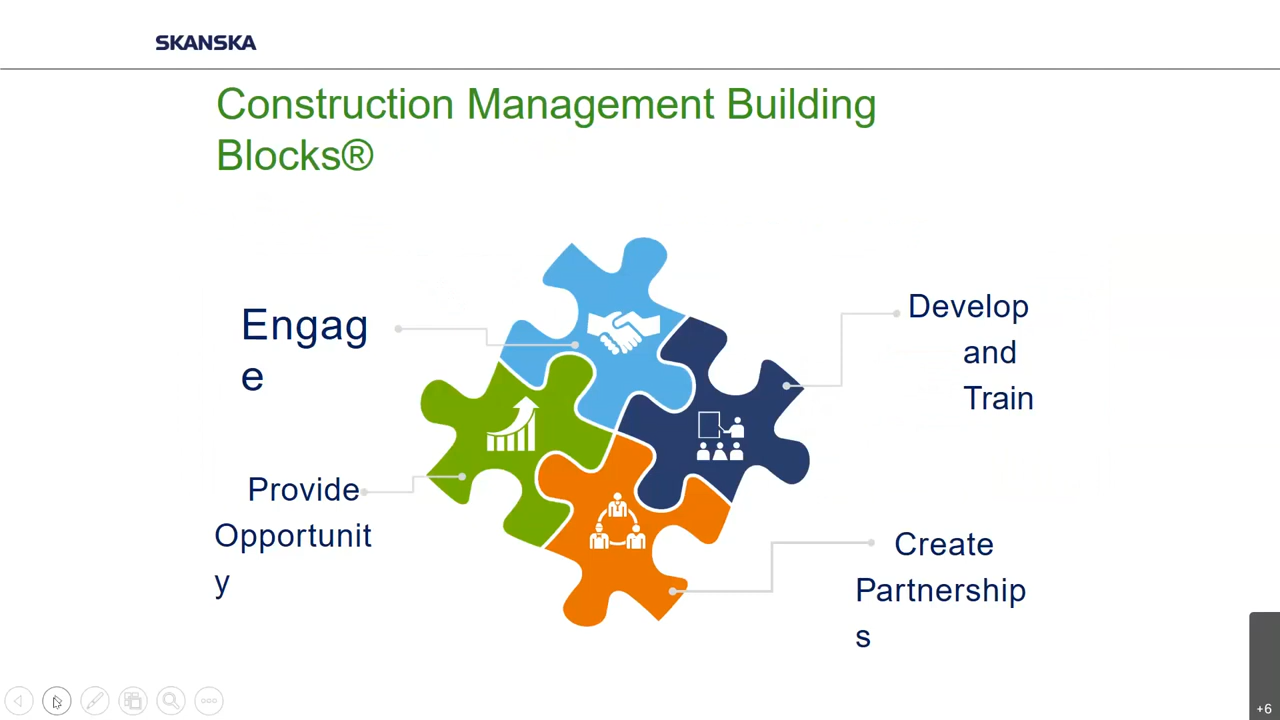 SKANSKA
Construction Management Building
Blocks®
Engag
e
Develop
and
Train
Provide
Opportunit
y
Create
Partnership
s
+6